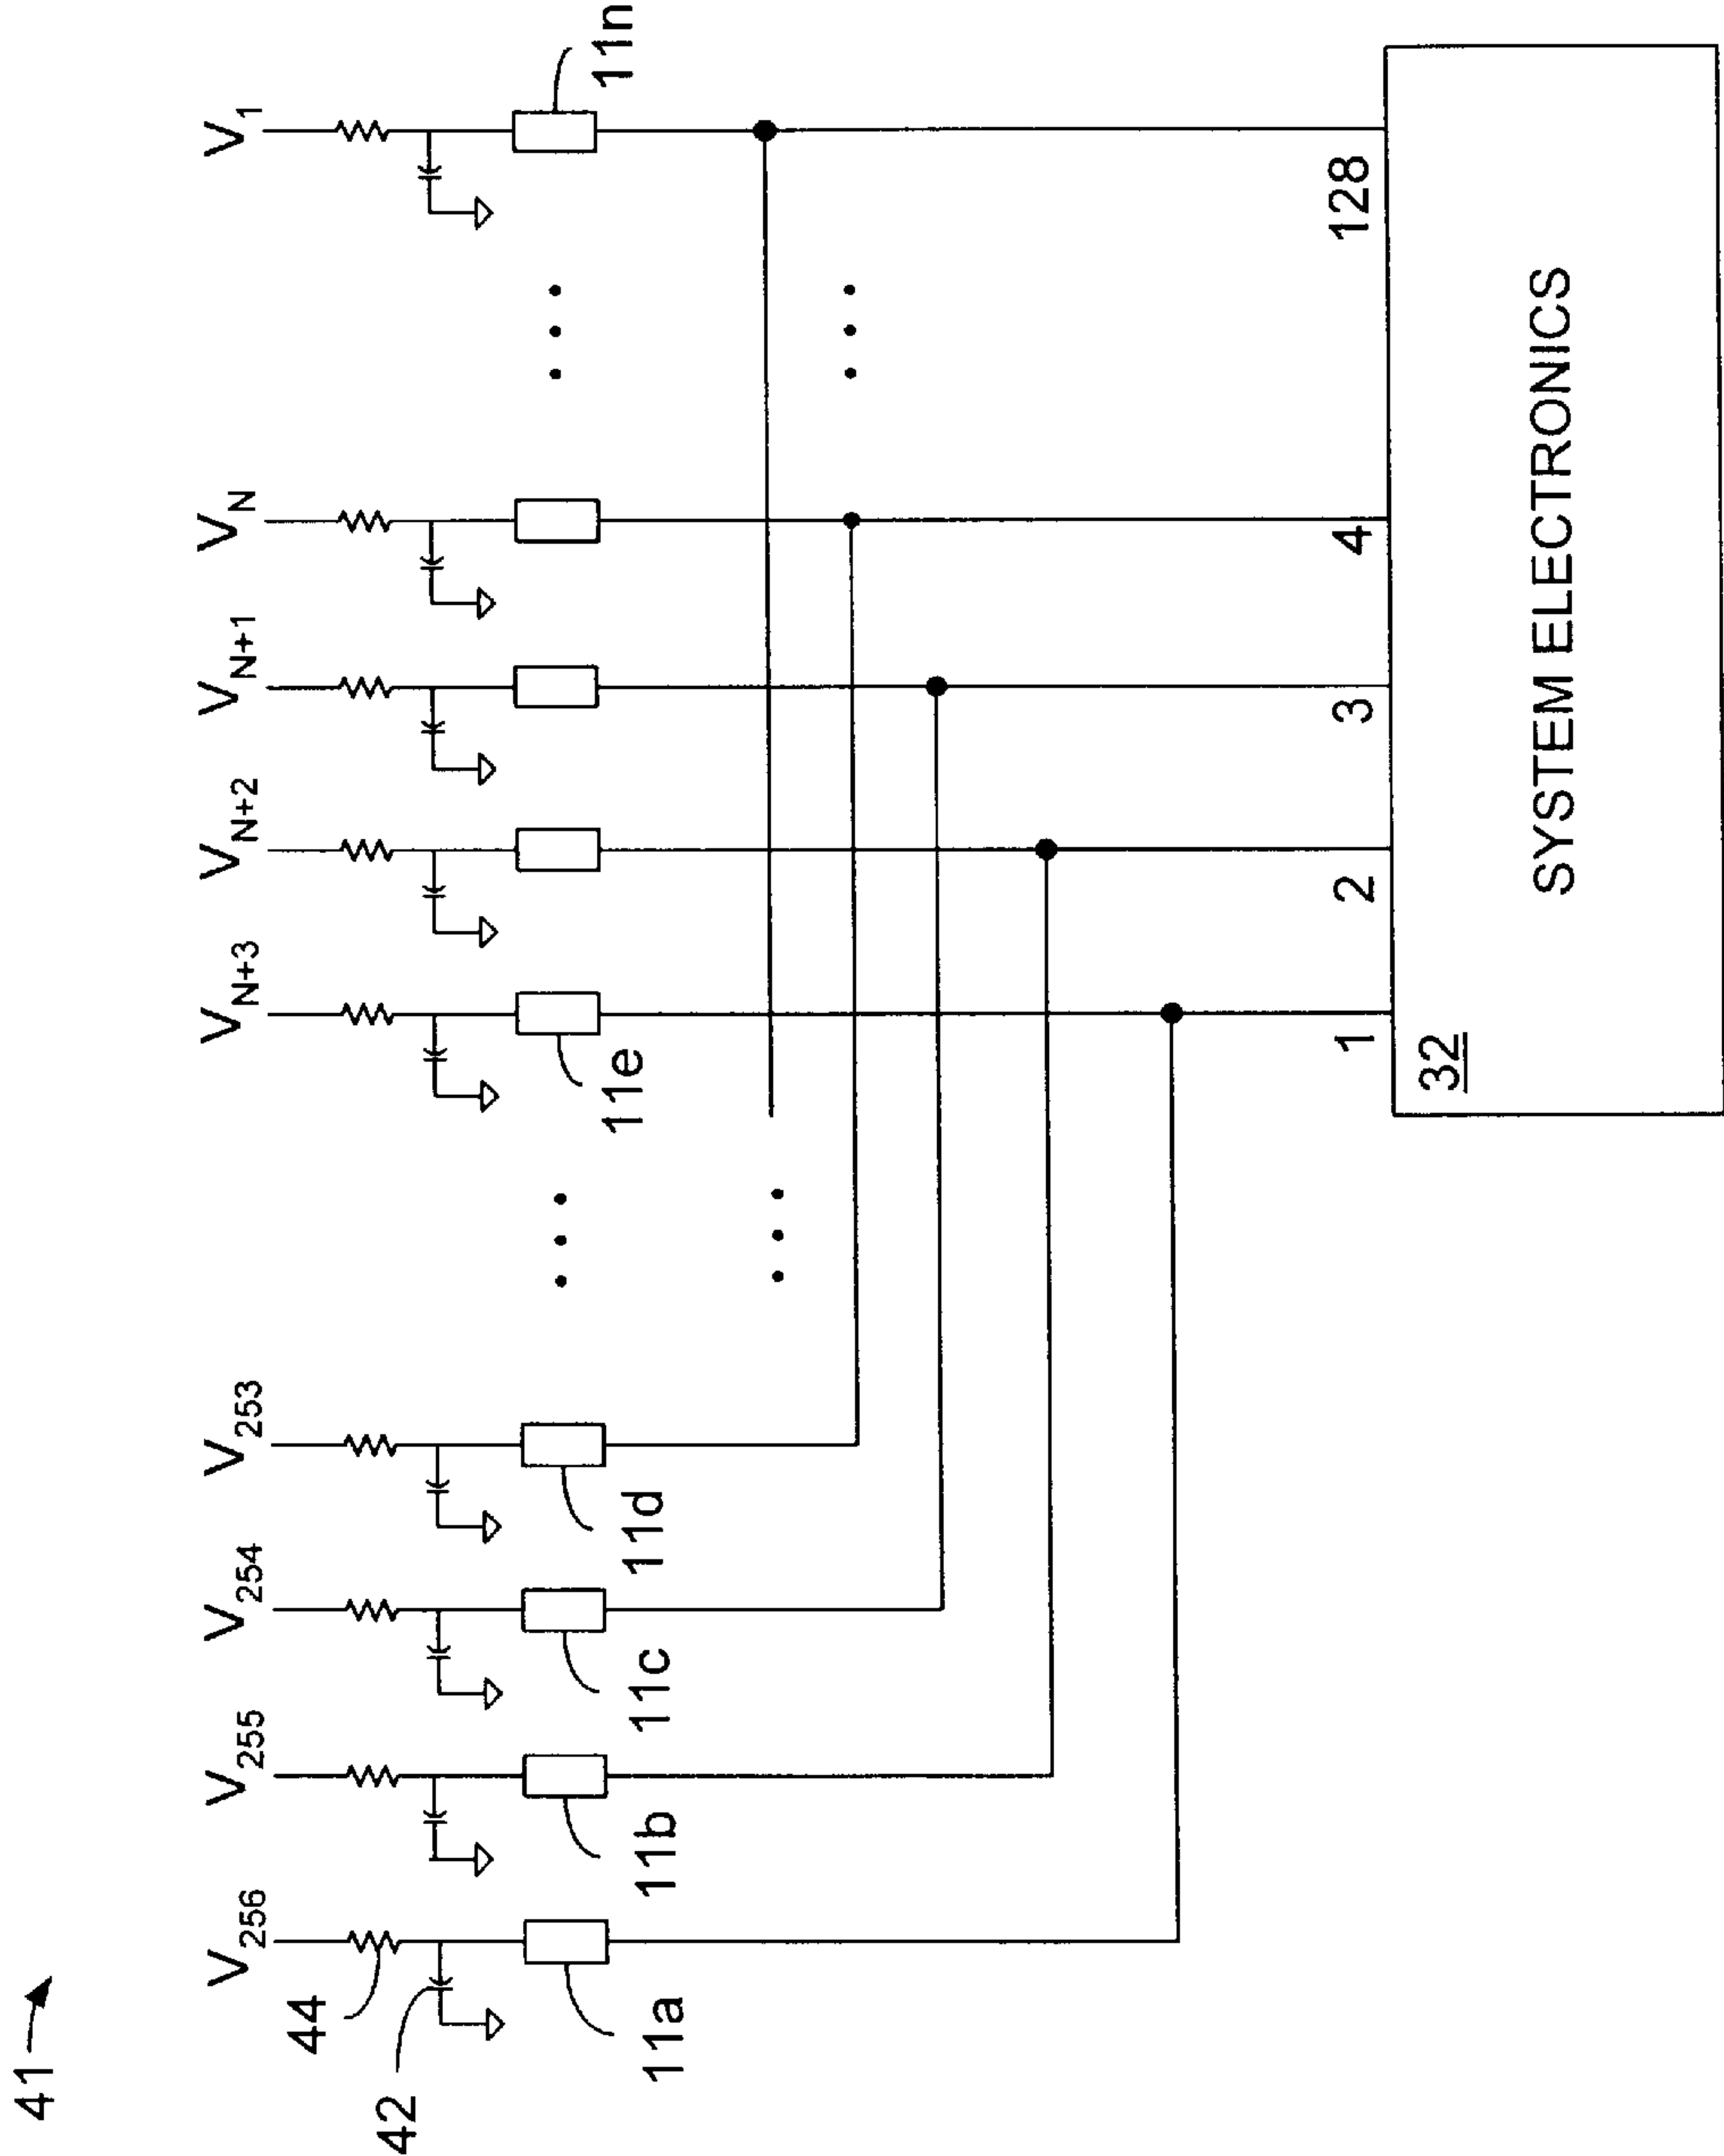 41
V256
V255
V254
V253
VN+3
VN+2
VN+1
VN
V1
44
42
11a
11b
11c
11d
11e
11n
1
2
3
4
128
32
SYSTEM ELECTRONICS